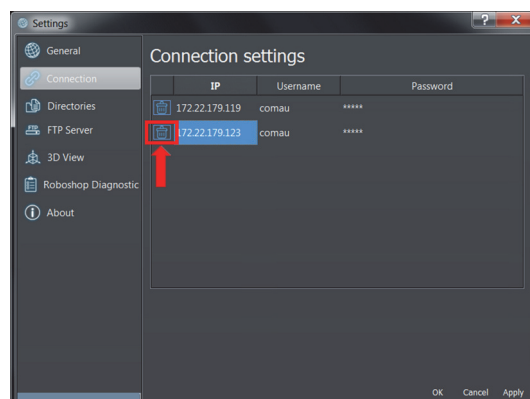 Settings
General
Connection
Directories
FTP Server
3D View
Roboshop Diagnostic
About
Connection settings
IP Username Password
172.22.179.119 comau *****
172.22.179.123 comau *****
OK Cancel Apply